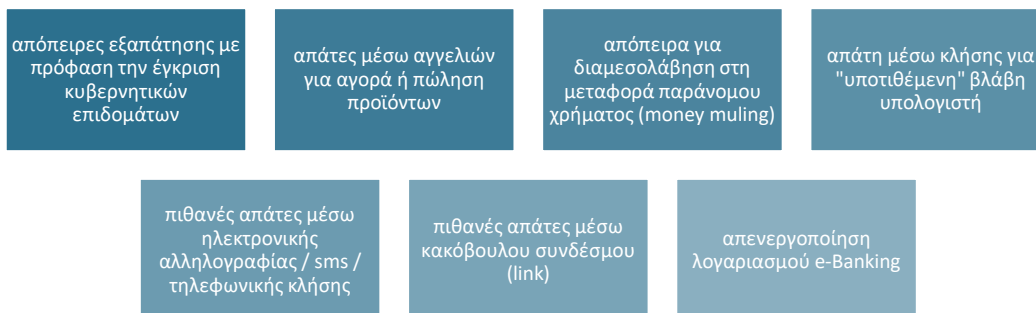 απόπειρες εξαπάτησης με
πρόφαση την έγκριση
κυβερνητικών
επιδομάτων
απάτες μέσω αγγελιών
για αγορά ή πώληση
προϊόντων
απόπειρα για
διαμεσολάβηση στη
μεταφορά παράνομου
χρήματος (money muling)
απάτη μέσω κλήσης για
"υποτιθέμενη" βλάβη
υπολογιστή
πιθανές απάτες μέσω
ηλεκτρονικής
αλληλογραφίας / sms /
τηλεφωνικής κλήσης
πιθανές απάτες μέσω
κακόβουλου συνδέσμου
(link)
απενεργοποίηση
λογαριασμού e-Banking